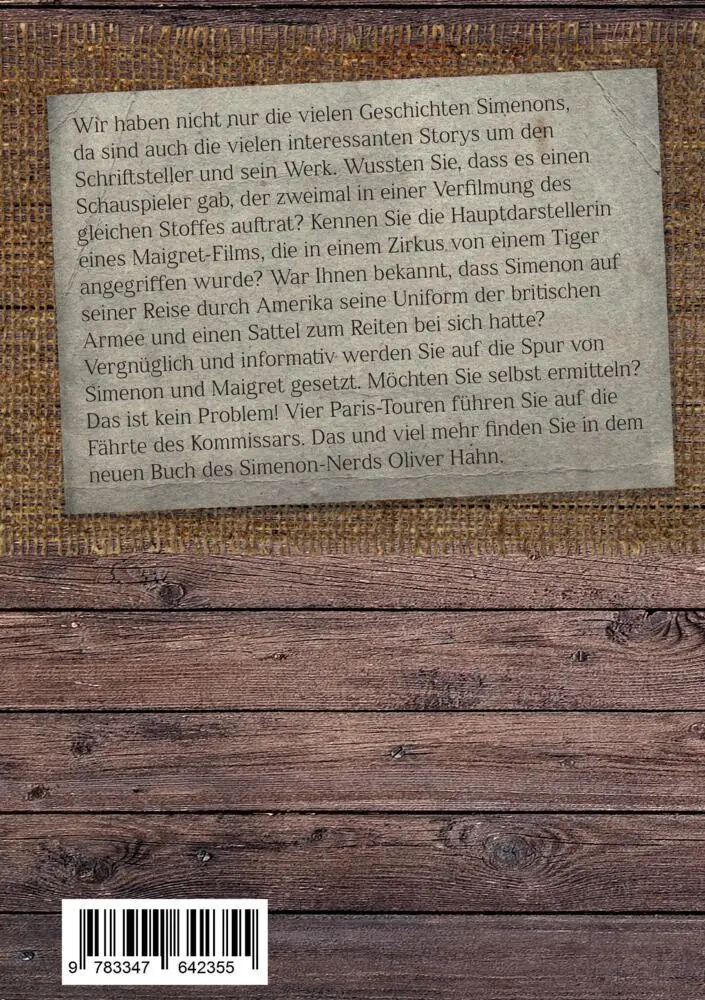 Wir haben nicht nur die vielen Geschichten Simenons,
da sind auch die vielen interessanten Storys um den
Schriftsteller und sein Werk. Wussten Sie, dass es einen
Schauspieler gab, der zweimal in einer Verfilmung des
gleichen Stoffes auftrat? Kennen Sie die Hauptdarstellerin
eines Maigret-Films, die in einem Zirkus von einem Tiger
angegriffen wurde? War Ihnen bekannt, dass Simenon auf
seiner Reise durch Amerika seine Uniform der britischen
Armee und einen Sattel zum Reiten bei sich hatte?
Vergnüglich und informativ werden Sie auf die Spur von
Simenon und Maigret gesetzt. Möchten Sie selbst ermitteln?
Das ist kein Problem! Vier Paris-Touren führen Sie auf die
Fährte des Kommissars. Das und viel mehr finden Sie in dem
neuen Buch des Simenon-Nerds Oliver Hahn.
9 783347 642355